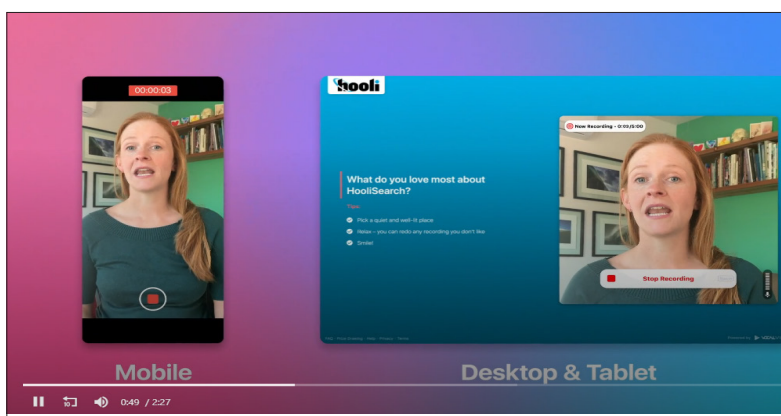 00:00:03
hooli
Now Recording - 0:03/5:00
What do you love most about
HooliSearch?
Tips:
Pick a quiet and well-lit place
Relax – you can redo any recording you don't like
Smile!
Stop Recording
Mobile
Desktop & Tablet
10
0:49 / 2:27